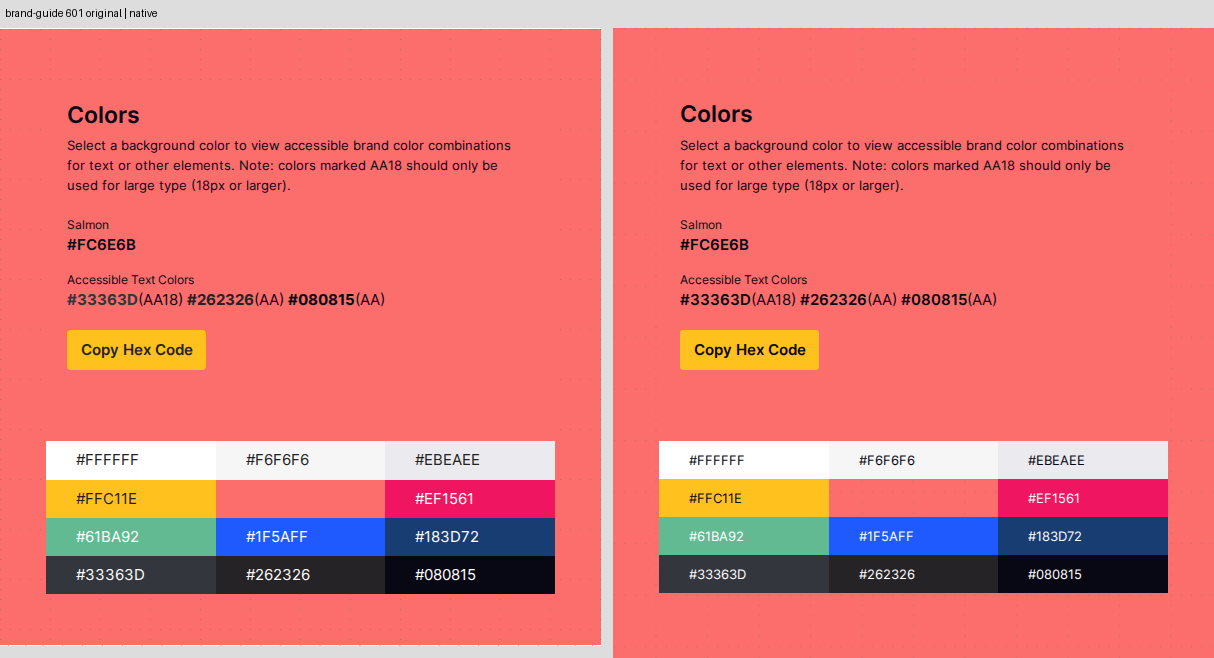 brand-guide 601 original | native
Colors
Select a background color to view accessible brand color combinations
for text or other elements. Note: colors marked AA18 should only be
used for large type (18px or larger).
Salmon
#FC6E6B
Accessible Text Colors
#33363D(AA18) #262326(AA) #080815(AA)
Copy Hex Code
#FFFFFF #F6F6F6 #EBEAEE
#FFC11E #EF1561
#61BA92 #1F5AFF #183D72
#33363D #262326 #080815
Colors
Select a background color to view accessible brand color combinations
for text or other elements. Note: colors marked AA18 should only be
used for large type (18px or larger).
Salmon
#FC6E6B
Accessible Text Colors
#33363D(AA18) #262326(AA) #080815(AA)
Copy Hex Code
#FFFFFF #F6F6F6 #EBEAEE
#FFC11E #EF1561
#61BA92 #1F5AFF #183D72
#33363D #262326 #080815